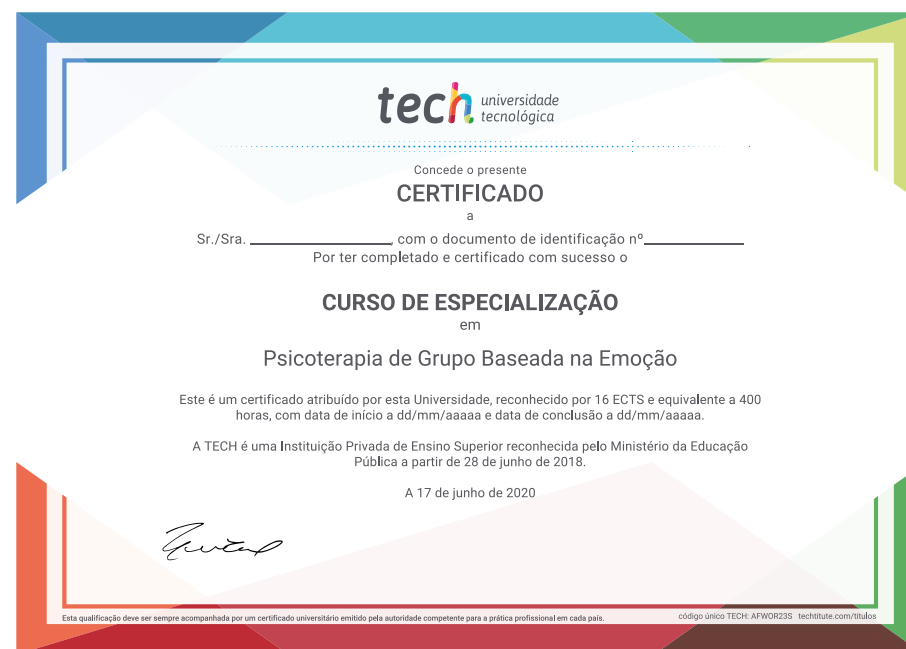 tech universidade
tecnológica
Concede o presente
CERTIFICADO
a
Sr./Sra. ________________, com o documento de identificação nº____________
Por ter completado e certificado com sucesso o
CURSO DE ESPECIALIZAÇÃO
em
Psicoterapia de Grupo Baseada na Emoção
Este é um certificado atribuído por esta Universidade, reconhecido por 16 ECTS e equivalente a 400
horas, com data de início a dd/mm/aaaaa e data de conclusão a dd/mm/aaaaa.
A TECH é uma Instituição Privada de Ensino Superior reconhecida pelo Ministério da Educação
Pública a partir de 28 de junho de 2018.
A 17 de junho de 2020
Esta qualificação deve ser sempre acompanhada por um certificado universitário emitido pela autoridade competente para a prática profissional em cada país.
código único TECH: AFWOR23S techtitute.com/titulos